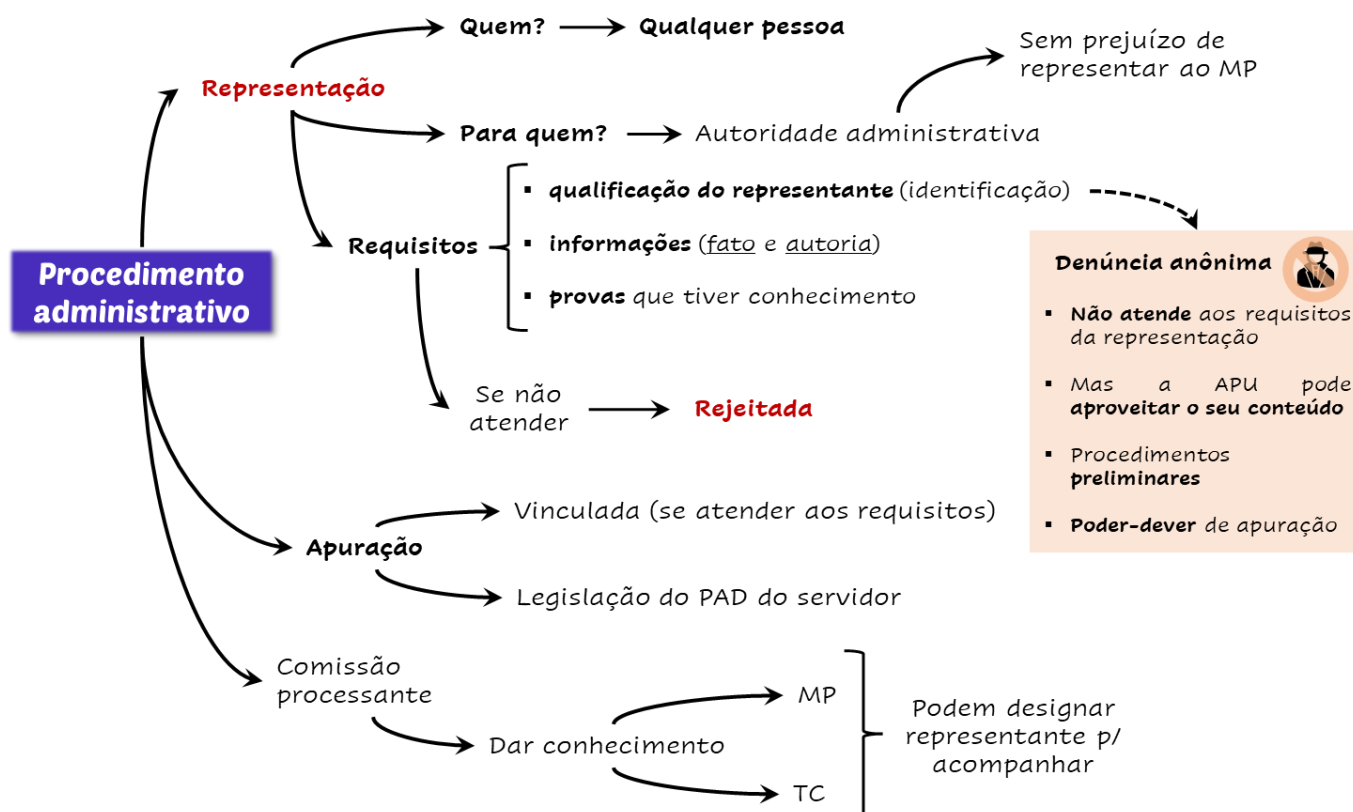 Quem?
Qualquer pessoa
Sem prejuízo de
representar ao MP
Representação
Para quem?
Autoridade administrativa
Requisitos
▪ qualificação do representante (identificação)
▪ informações (fato e autoria)
▪ provas que tiver conhecimento
Procedimento
administrativo
Denúncia anônima
▪ Não atende aos requisitos
da representação
▪ Mas a APU pode
aproveitar o seu conteúdo
▪ Procedimentos
preliminares
▪ Poder-dever de apuração
Se não
atender
Rejeitada
Apuração
Vinculada (se atender aos requisitos)
Legislação do PAD do servidor
Comissão
processante
Dar conhecimento
MP
TC
Podem designar
representante p/
acompanhar